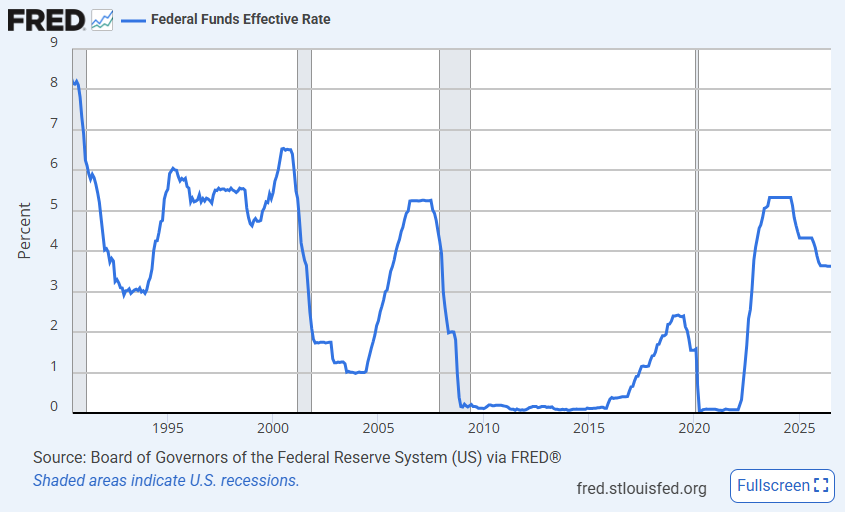 FRED Federal Funds Effective Rate
9
8
7
6
5
4
3
2
1
0
Percent
1995 2000 2005 2010 2015 2020 2025
Source: Board of Governors of the Federal Reserve System (US) via FRED®
Shaded areas indicate U.S. recessions.
fred.stlouisfed.org
Fullscreen